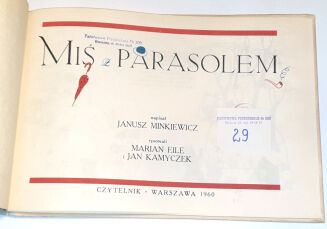 MIŚ z PARASOLEM
napisał
JANUSZ MINKIEWICZ
rysowali
MARIAN EILE
i JAN KAMYCZEK
29
CZYTELNIK - WARSZAWA 1960